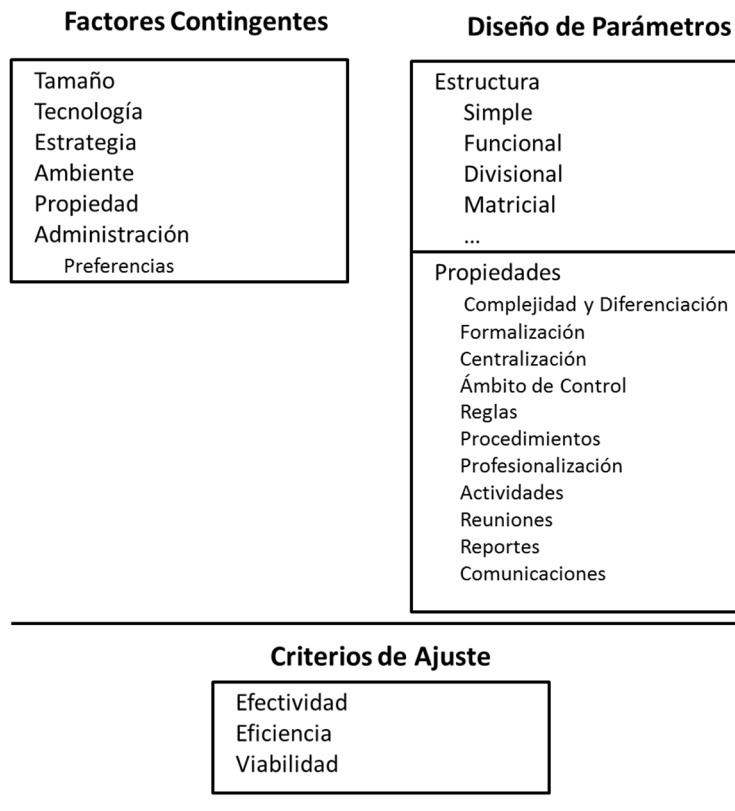 Factores Contingentes
Tamaño
Tecnología
Estrategia
Ambiente
Propiedad
Administración
Preferencias
Diseño de Parámetros
Estructura
Simple
Funcional
Divisional
Matricial
...
Propiedades
Complejidad y Diferenciación
Formalización
Centralización
Ámbito de Control
Reglas
Procedimientos
Profesionalización
Actividades
Reuniones
Reportes
Comunicaciones
Criterios de Ajuste
Efectividad
Eficiencia
Viabilidad